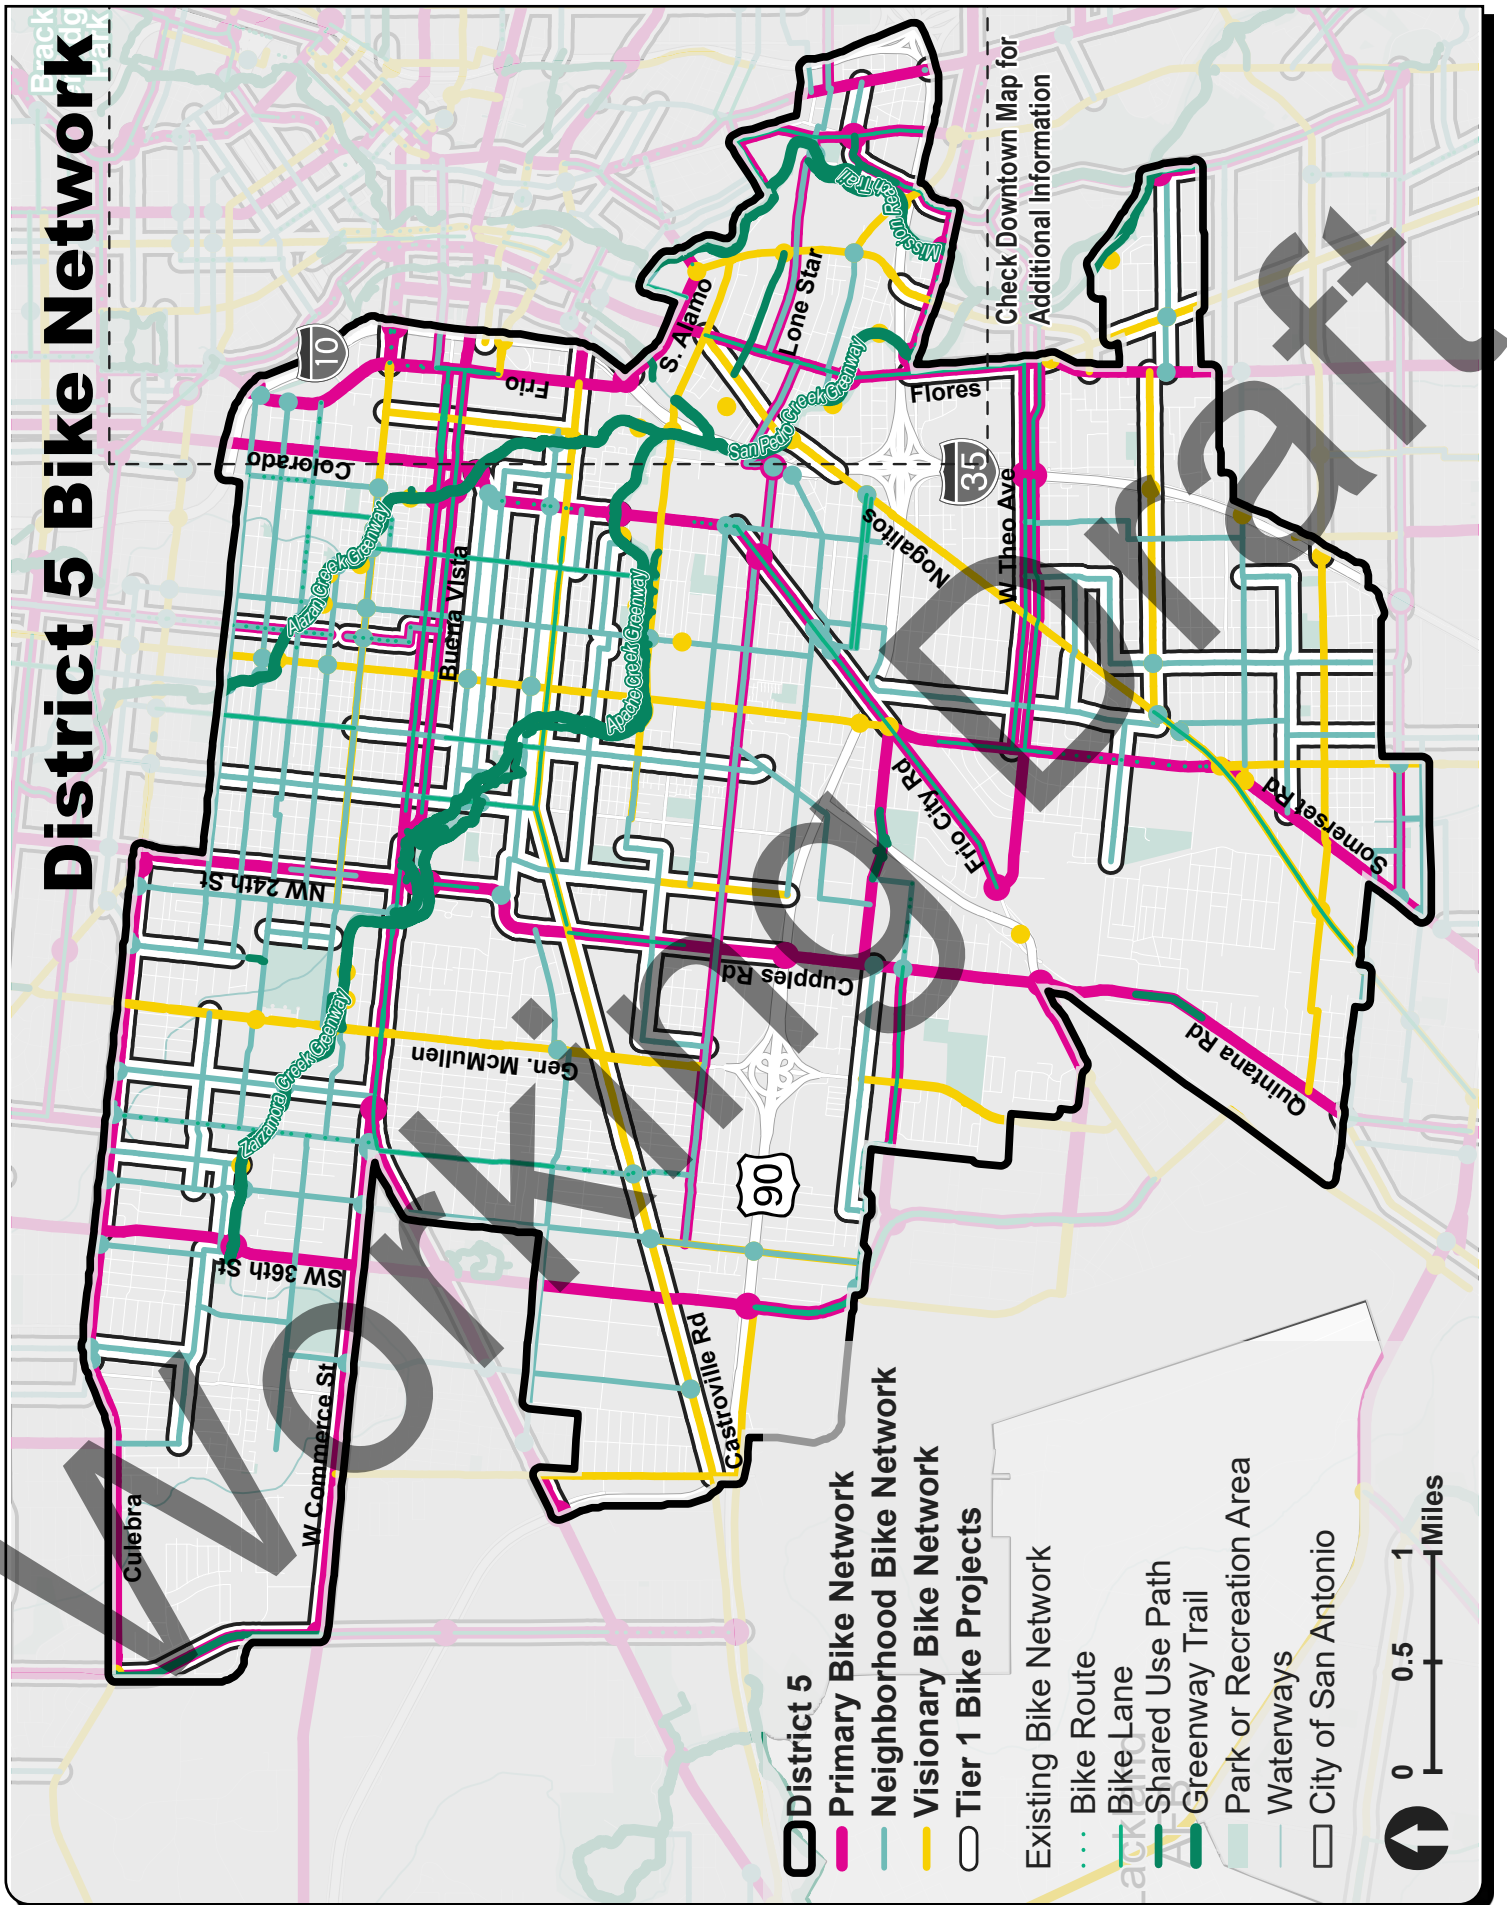 District 5 Bike Network
Brack
Park
Check Downtown Map for
Additional Information
10
35
90
Culebra
W Commerce St
SW 36th St
NW 24th St
Zarzamora Creek Greenway
Gen. McMullen
Castroville Rd
Cupples Rd
Quintana Rd
Frio City Rd
Somerset Rd
Buena Vista
Alazan Creek Greenway
Apache Creek Greenway
Colorado
Frio
S. Alamo
Lone Star
San Pedro Creek Greenway
Mission Reach Trail
Flores
Nogalitos
W Theo Ave
Working Draft
District 5
Primary Bike Network
Neighborhood Bike Network
Visionary Bike Network
Tier 1 Bike Projects
Existing Bike Network
Bike Route
Bike Lane
Shared Use Path
Greenway Trail
Park or Recreation Area
Waterways
City of San Antonio
Lackland
AFB
0 0.5 1
Miles